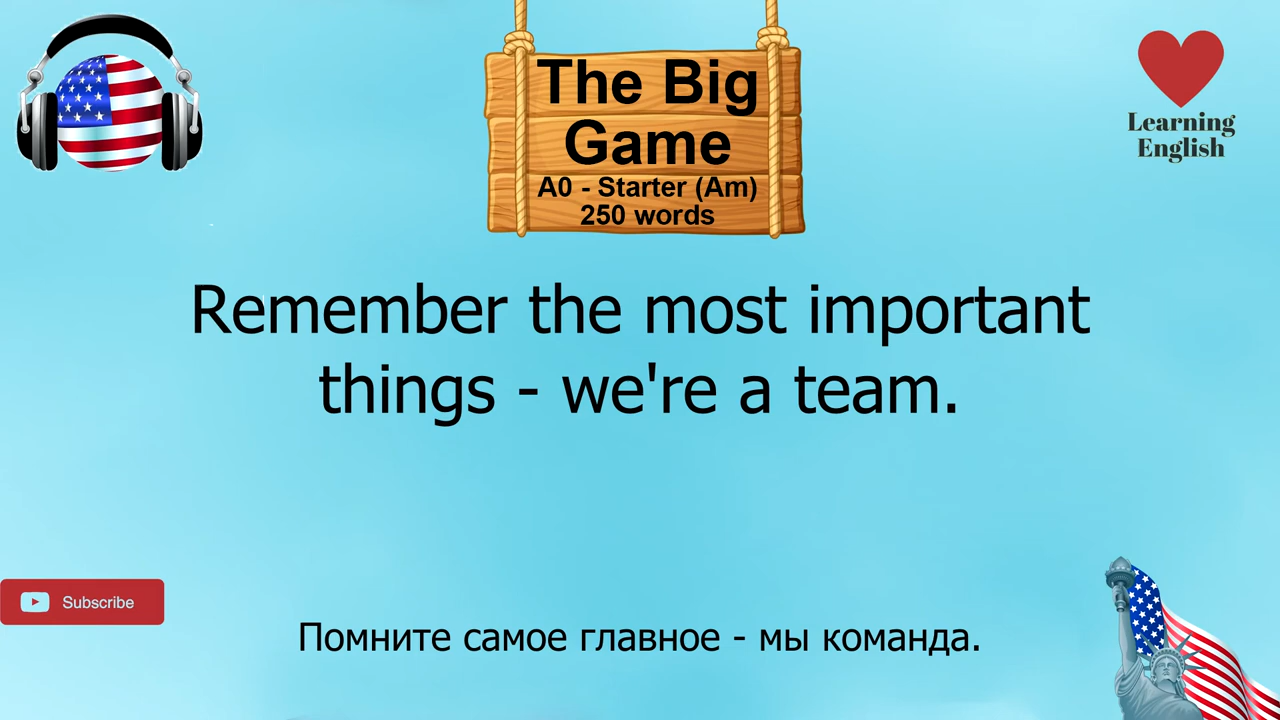 The Big
Game
A0 - Starter (Am)
250 words
Learning
English
Remember the most important
things - we're a team.
Subscribe
Помните самое главное - мы команда.